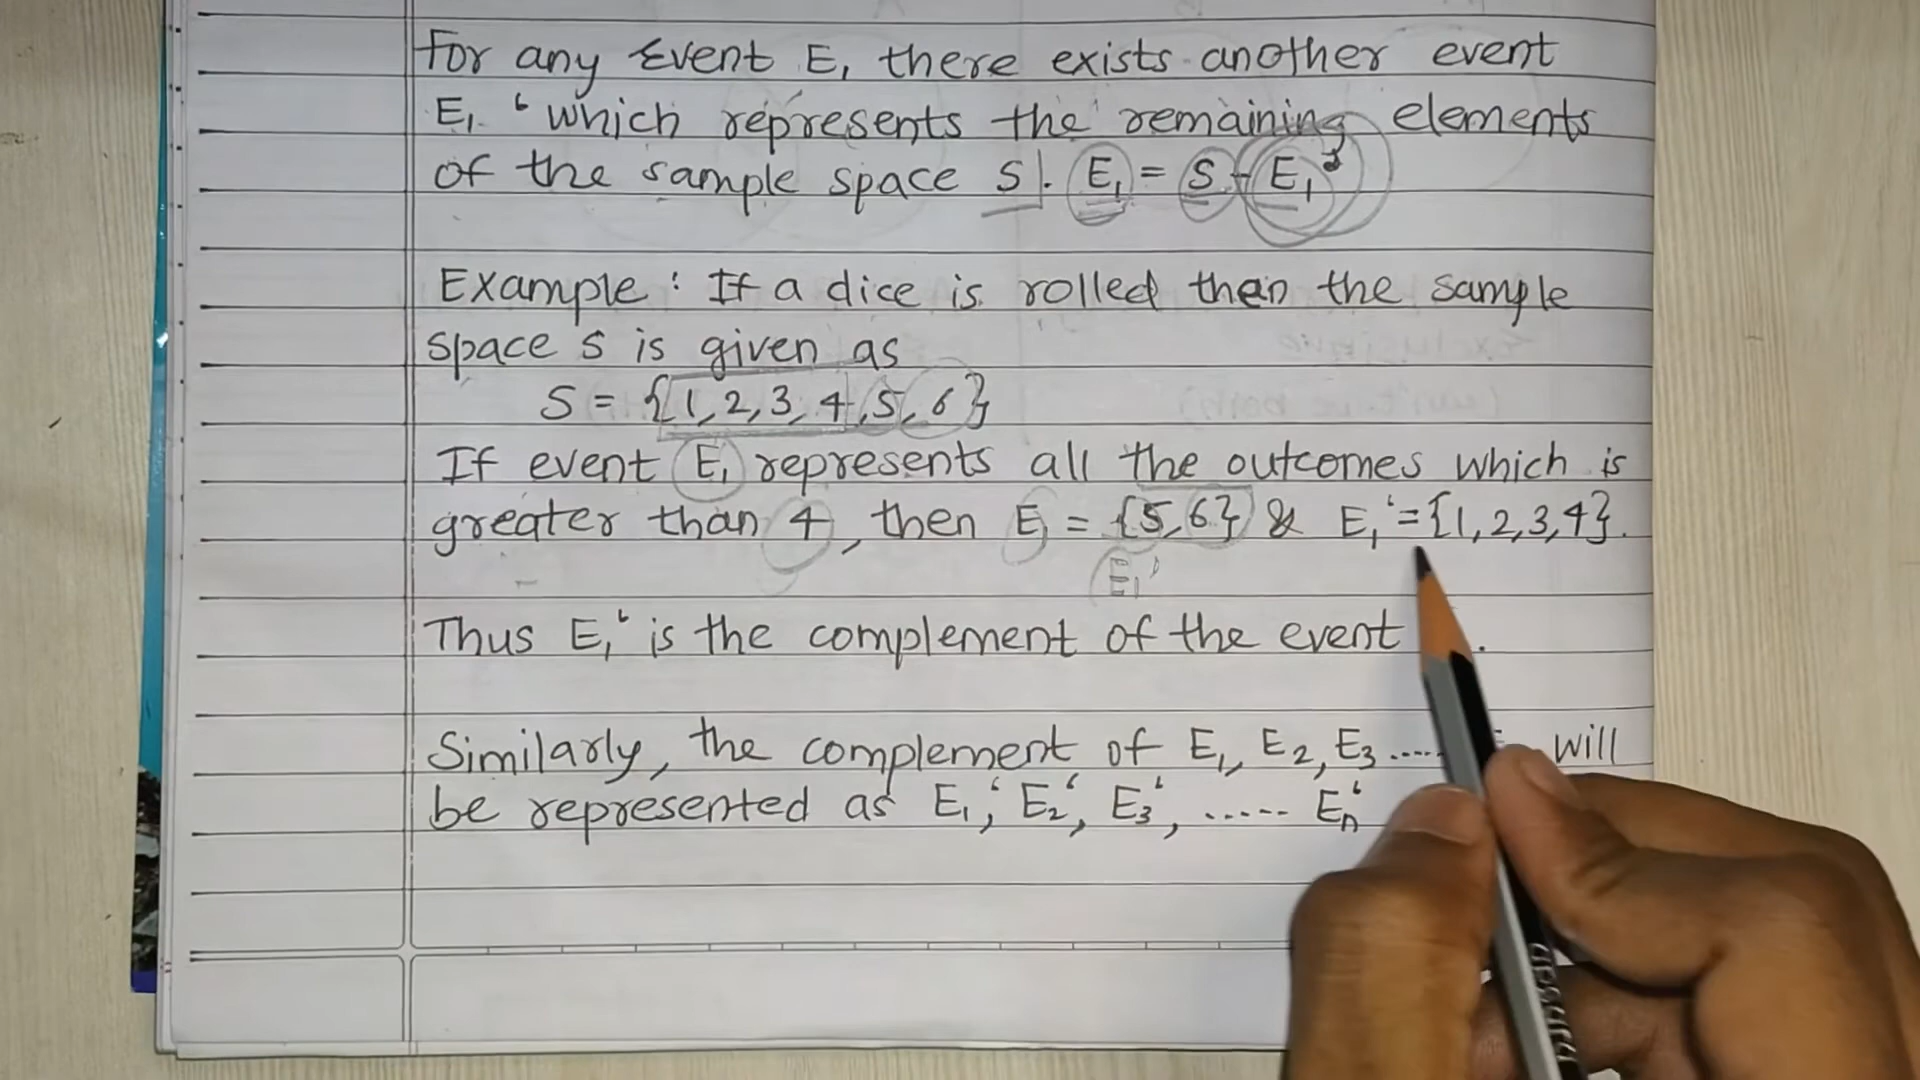 For any Event E₁ there exists another event
E₁' which represents the remaining elements
of the sample space S. E₁ = S - E₁'
Example : If a dice is rolled then the sample
space S is given as
S = {1, 2, 3, 4, 5, 6}
If event E₁ represents all the outcomes which is
greater than 4, then E₁ = {5, 6} & E₁' = {1, 2, 3, 4}.
E₁'
Thus E₁' is the complement of the event .
Similarly, the complement of E₁, E₂, E₃ ..... will
be represented as E₁', E₂', E₃', ..... Eₙ'